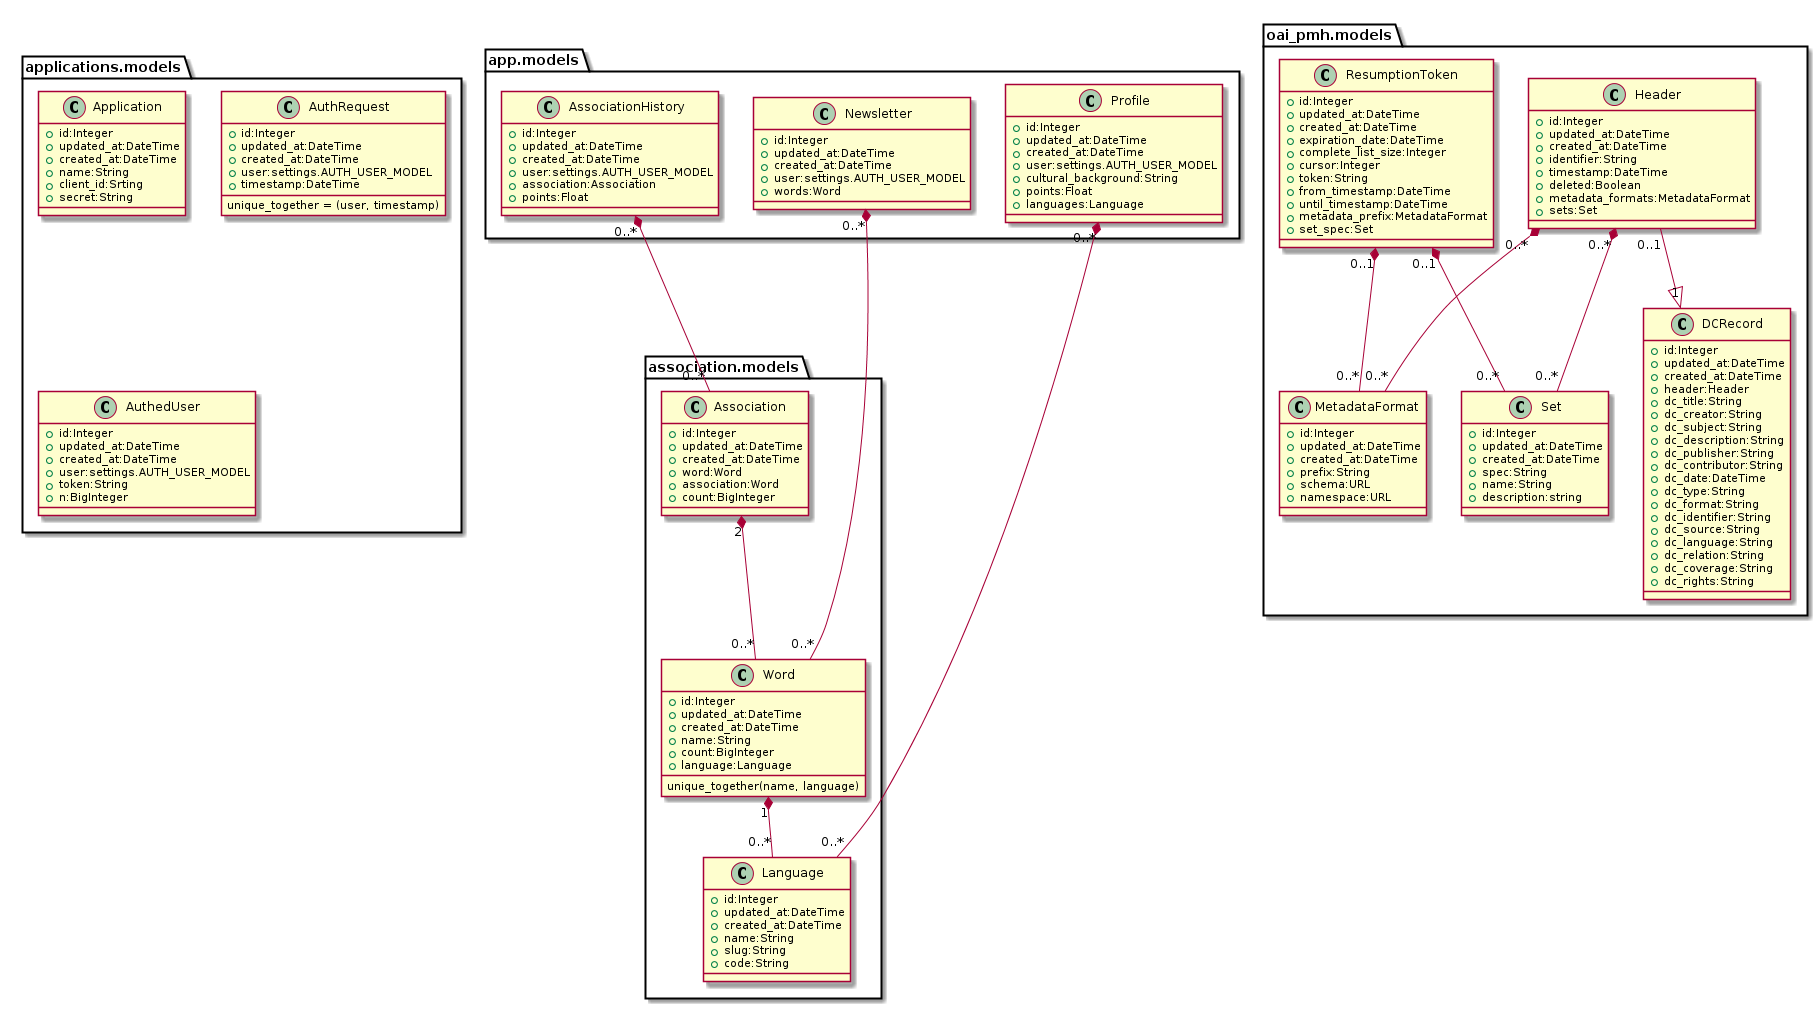 applications.models
C Application
id:Integer
updated_at:DateTime
created_at:DateTime
name:String
client_id:Srting
secret:String
C AuthRequest
id:Integer
updated_at:DateTime
created_at:DateTime
user:settings.AUTH_USER_MODEL
timestamp:DateTime
unique_together = (user, timestamp)
C AuthedUser
id:Integer
updated_at:DateTime
created_at:DateTime
user:settings.AUTH_USER_MODEL
token:String
n:BigInteger
app.models
C AssociationHistory
id:Integer
updated_at:DateTime
created_at:DateTime
user:settings.AUTH_USER_MODEL
association:Association
points:Float
C Newsletter
id:Integer
updated_at:DateTime
created_at:DateTime
user:settings.AUTH_USER_MODEL
words:Word
C Profile
id:Integer
updated_at:DateTime
created_at:DateTime
user:settings.AUTH_USER_MODEL
cultural_background:String
points:Float
languages:Language
0..*
0..*
0..*
association.models
0..*
C Association
id:Integer
updated_at:DateTime
created_at:DateTime
word:Word
association:Word
count:BigInteger
2
0..*
0..*
C Word
id:Integer
updated_at:DateTime
created_at:DateTime
name:String
count:BigInteger
language:Language
unique_together(name, language)
1
0..*
0..*
C Language
id:Integer
updated_at:DateTime
created_at:DateTime
name:String
slug:String
code:String
oai_pmh.models
C ResumptionToken
id:Integer
updated_at:DateTime
created_at:DateTime
expiration_date:DateTime
complete_list_size:Integer
cursor:Integer
token:String
from_timestamp:DateTime
until_timestamp:DateTime
metadata_prefix:MetadataFormat
set_spec:Set
C Header
id:Integer
updated_at:DateTime
created_at:DateTime
identifier:String
timestamp:DateTime
deleted:Boolean
metadata_formats:MetadataFormat
sets:Set
0..1
0..1
0..*
0..*
0..1
1
0..*
0..*
0..*
0..*
C MetadataFormat
id:Integer
updated_at:DateTime
created_at:DateTime
prefix:String
schema:URL
namespace:URL
C Set
id:Integer
updated_at:DateTime
created_at:DateTime
spec:String
name:String
description:string
C DCRecord
id:Integer
updated_at:DateTime
created_at:DateTime
header:Header
dc_title:String
dc_creator:String
dc_subject:String
dc_description:String
dc_publisher:String
dc_contributor:String
dc_date:DateTime
dc_type:String
dc_format:String
dc_identifier:String
dc_source:String
dc_language:String
dc_relation:String
dc_coverage:String
dc_rights:String